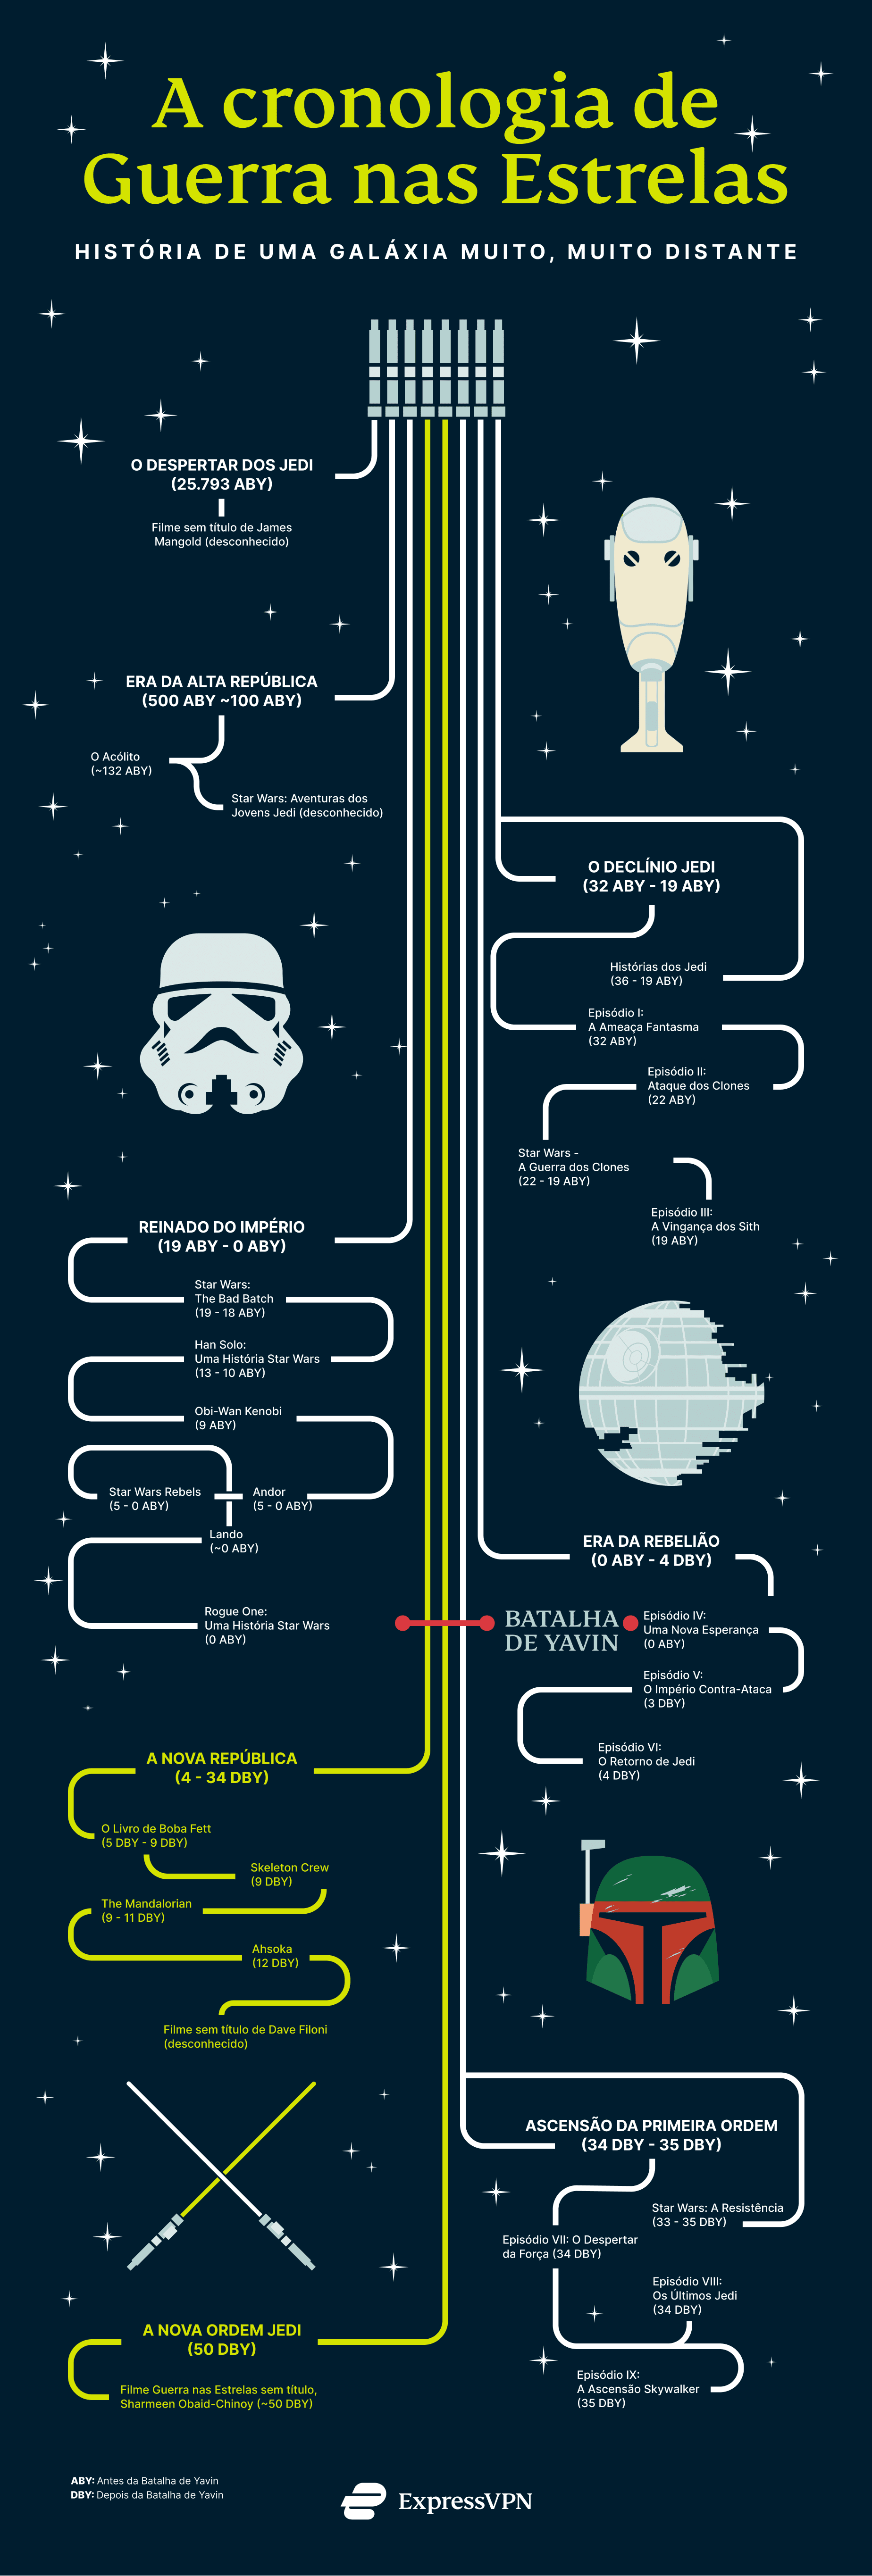 A cronologia de
Guerra nas Estrelas
HISTÓRIA DE UMA GALÁXIA MUITO, MUITO DISTANTE
O DESPERTAR DOS JEDI
(25.793 ABY)
Filme sem título de James
Mangold (desconhecido)
ERA DA ALTA REPÚBLICA
(500 ABY ~100 ABY)
O Acólito
(~132 ABY)
Star Wars: Aventuras dos
Jovens Jedi (desconhecido)
O DECLÍNIO JEDI
(32 ABY - 19 ABY)
Histórias dos Jedi
(36 - 19 ABY)
Episódio I:
A Ameaça Fantasma
(32 ABY)
Episódio II:
Ataque dos Clones
(22 ABY)
Star Wars -
A Guerra dos Clones
(22 - 19 ABY)
Episódio III:
A Vingança dos Sith
(19 ABY)
REINADO DO IMPÉRIO
(19 ABY - 0 ABY)
Star Wars:
The Bad Batch
(19 - 18 ABY)
Han Solo:
Uma História Star Wars
(13 - 10 ABY)
Obi-Wan Kenobi
(9 ABY)
Star Wars Rebels
(5 - 0 ABY)
Andor
(5 - 0 ABY)
Lando
(~0 ABY)
Rogue One:
Uma História Star Wars
(0 ABY)
ERA DA REBELIÃO
(0 ABY - 4 DBY)
BATALHA
DE YAVIN
Episódio IV:
Uma Nova Esperança
(0 ABY)
Episódio V:
O Império Contra-Ataca
(3 DBY)
Episódio VI:
O Retorno de Jedi
(4 DBY)
A NOVA REPÚBLICA
(4 - 34 DBY)
O Livro de Boba Fett
(5 DBY - 9 DBY)
Skeleton Crew
(9 DBY)
The Mandalorian
(9 - 11 DBY)
Ahsoka
(12 DBY)
Filme sem título de Dave Filoni
(desconhecido)
ASCENSÃO DA PRIMEIRA ORDEM
(34 DBY - 35 DBY)
Star Wars: A Resistência
(33 - 35 DBY)
Episódio VII: O Despertar
da Força (34 DBY)
Episódio VIII:
Os Últimos Jedi
(34 DBY)
Episódio IX:
A Ascensão Skywalker
(35 DBY)
A NOVA ORDEM JEDI
(50 DBY)
Filme Guerra nas Estrelas sem título,
Sharmeen Obaid-Chinoy (~50 DBY)
ABY: Antes da Batalha de Yavin
DBY: Depois da Batalha de Yavin
ExpressVPN